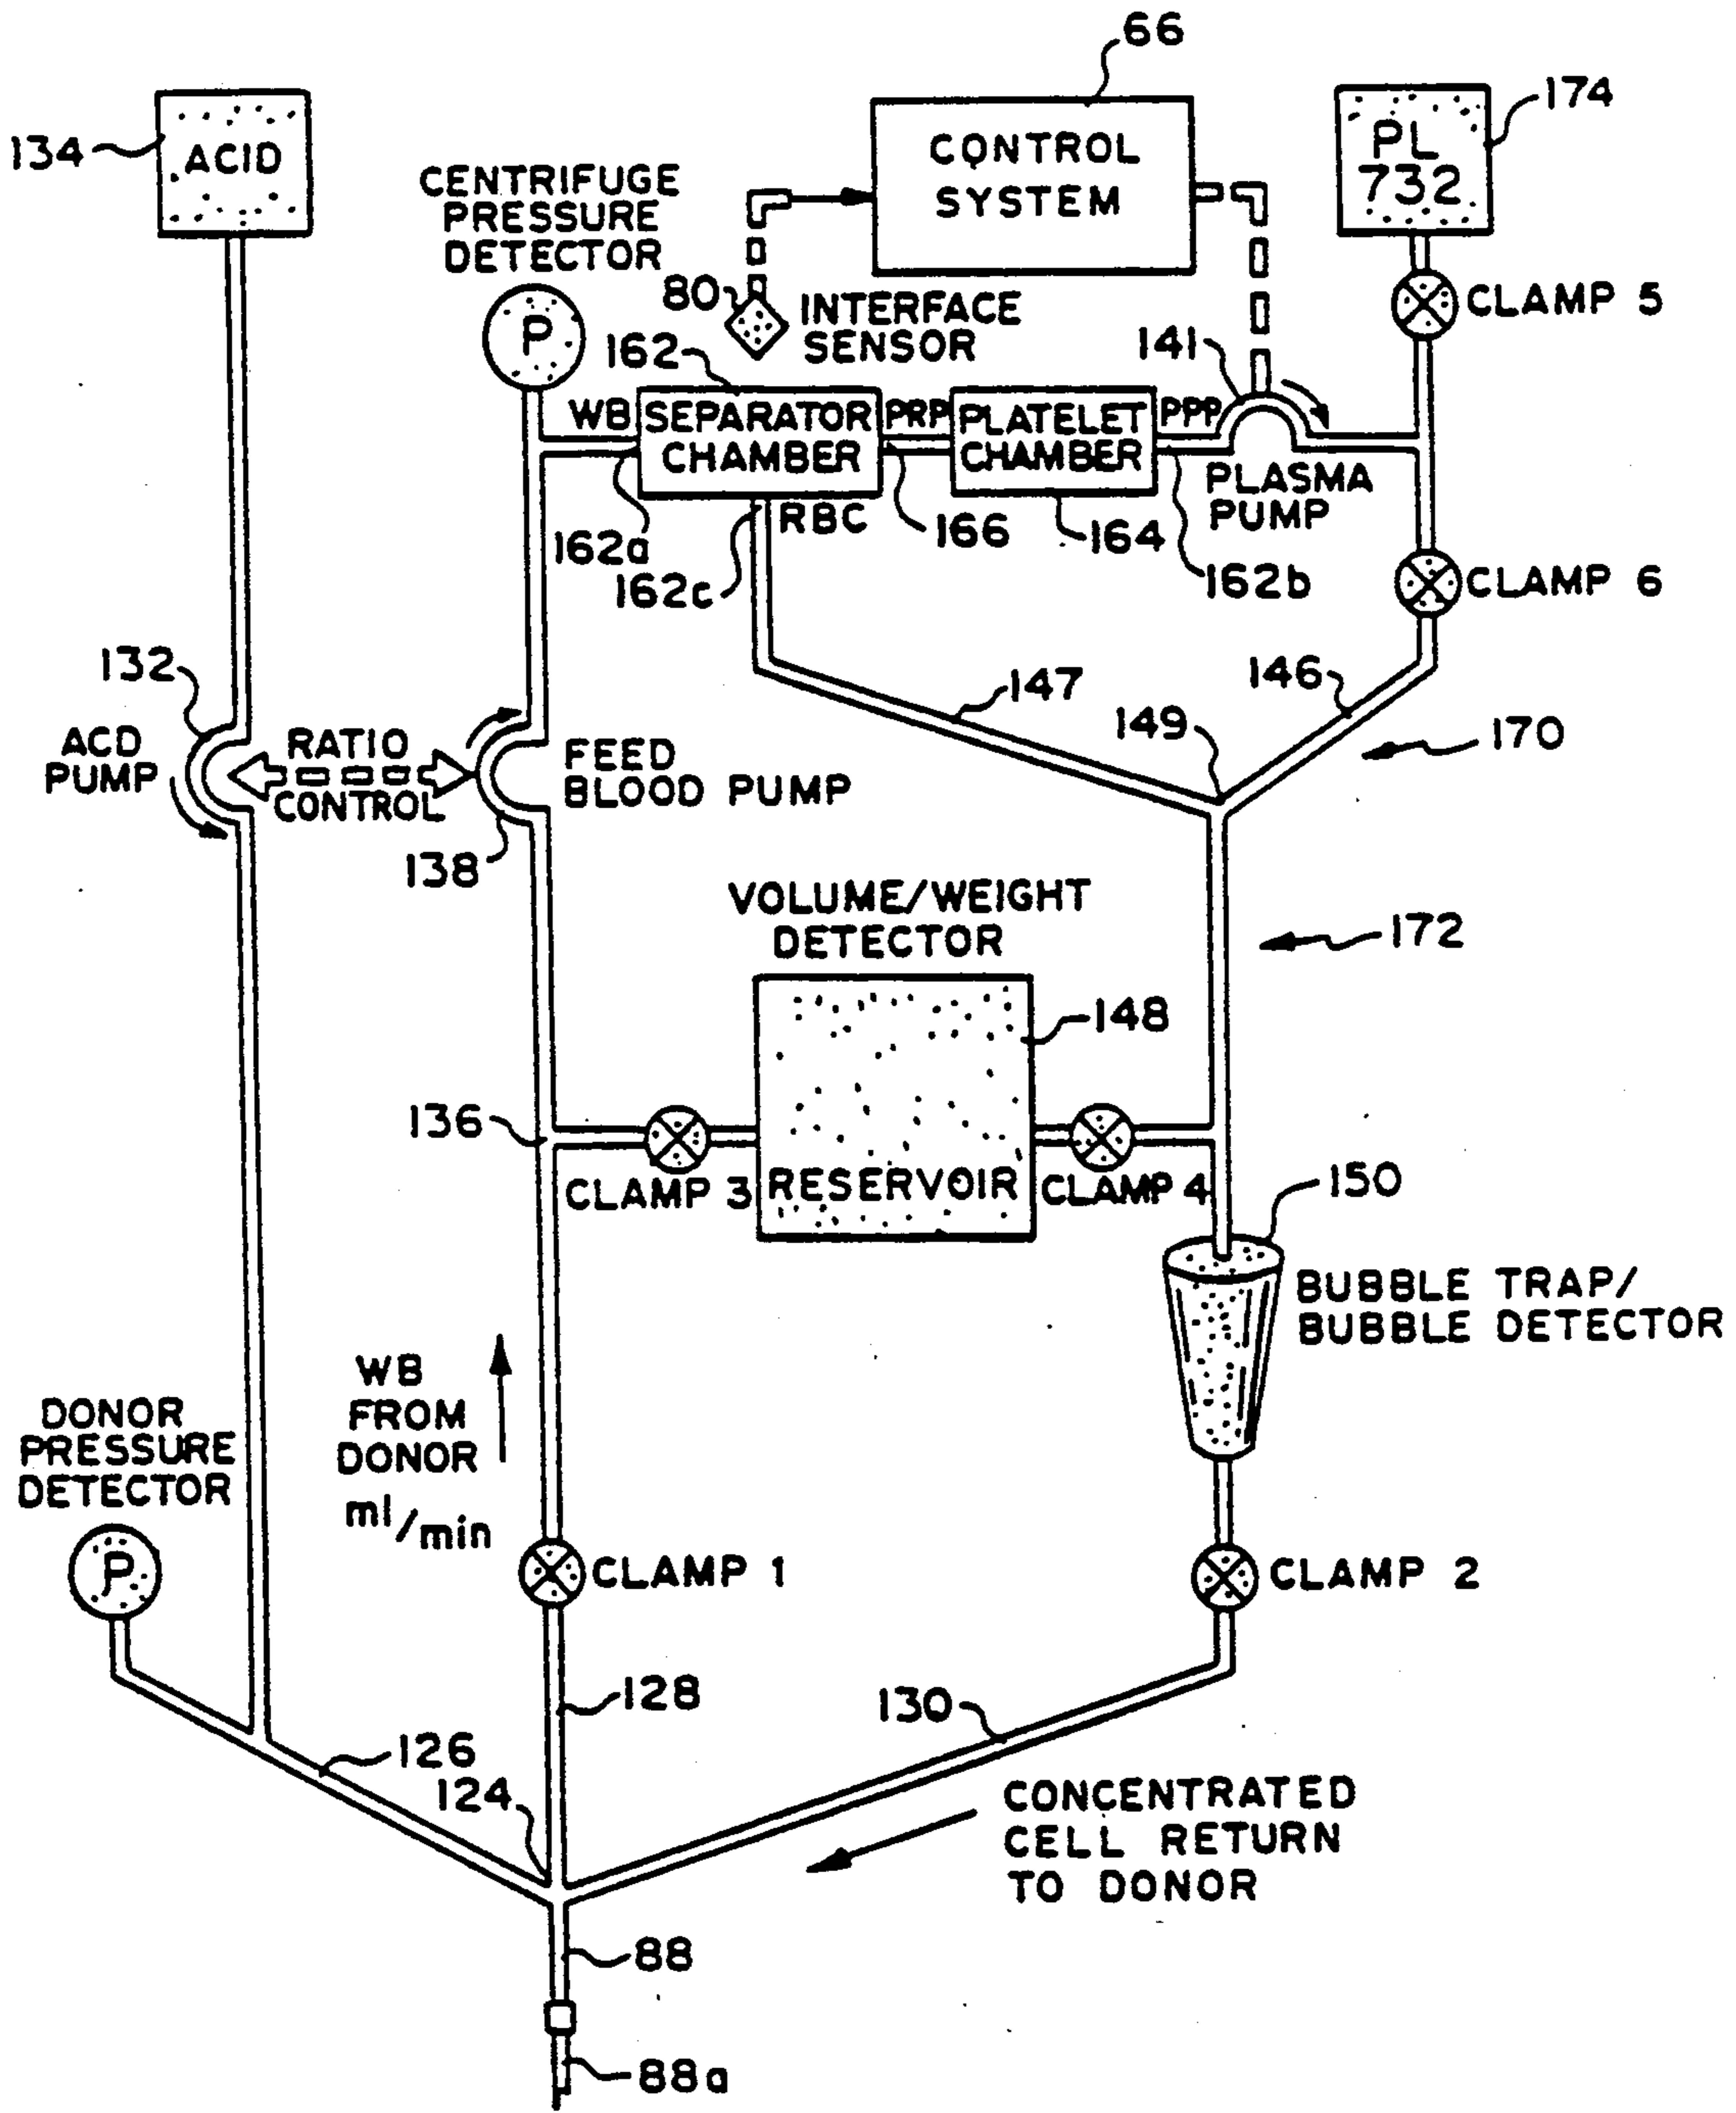 66
134
ACID
CENTRIFUGE
PRESSURE
DETECTOR
P
CONTROL
SYSTEM
174
PL
732
CLAMP 5
80
INTERFACE
SENSOR
162
141
WB
SEPARATOR
CHAMBER
PRP
PLATELET
CHAMBER
PPP
PLASMA
PUMP
162a
162c
RBC
166
164
162b
CLAMP 6
132
ACD
PUMP
RATIO
CONTROL
FEED
BLOOD PUMP
138
147
149
146
170
172
VOLUME/WEIGHT
DETECTOR
148
136
CLAMP 3
RESERVOIR
CLAMP 4
150
BUBBLE TRAP/
BUBBLE DETECTOR
WB
FROM
DONOR
ml/min
DONOR
PRESSURE
DETECTOR
P
CLAMP 1
CLAMP 2
128
130
126
124
CONCENTRATED
CELL RETURN
TO DONOR
88
88a